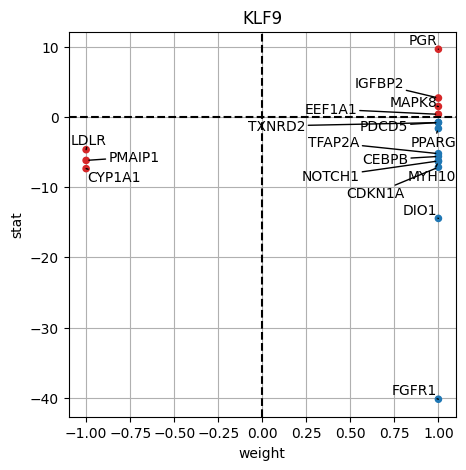 KLF9
PGR
IGFBP2
MAPK8
EEF1A1
TXNRD2
PDCD5
TFAP2A
PPARG
CEBPB
NOTCH1
MYH10
CDKN1A
DIO1
FGFR1
LDLR
PMAIP1
CYP1A1
10
0
−10
−20
−30
−40
stat
−1.00 −0.75 −0.50 −0.25 0.00 0.25 0.50 0.75 1.00
weight